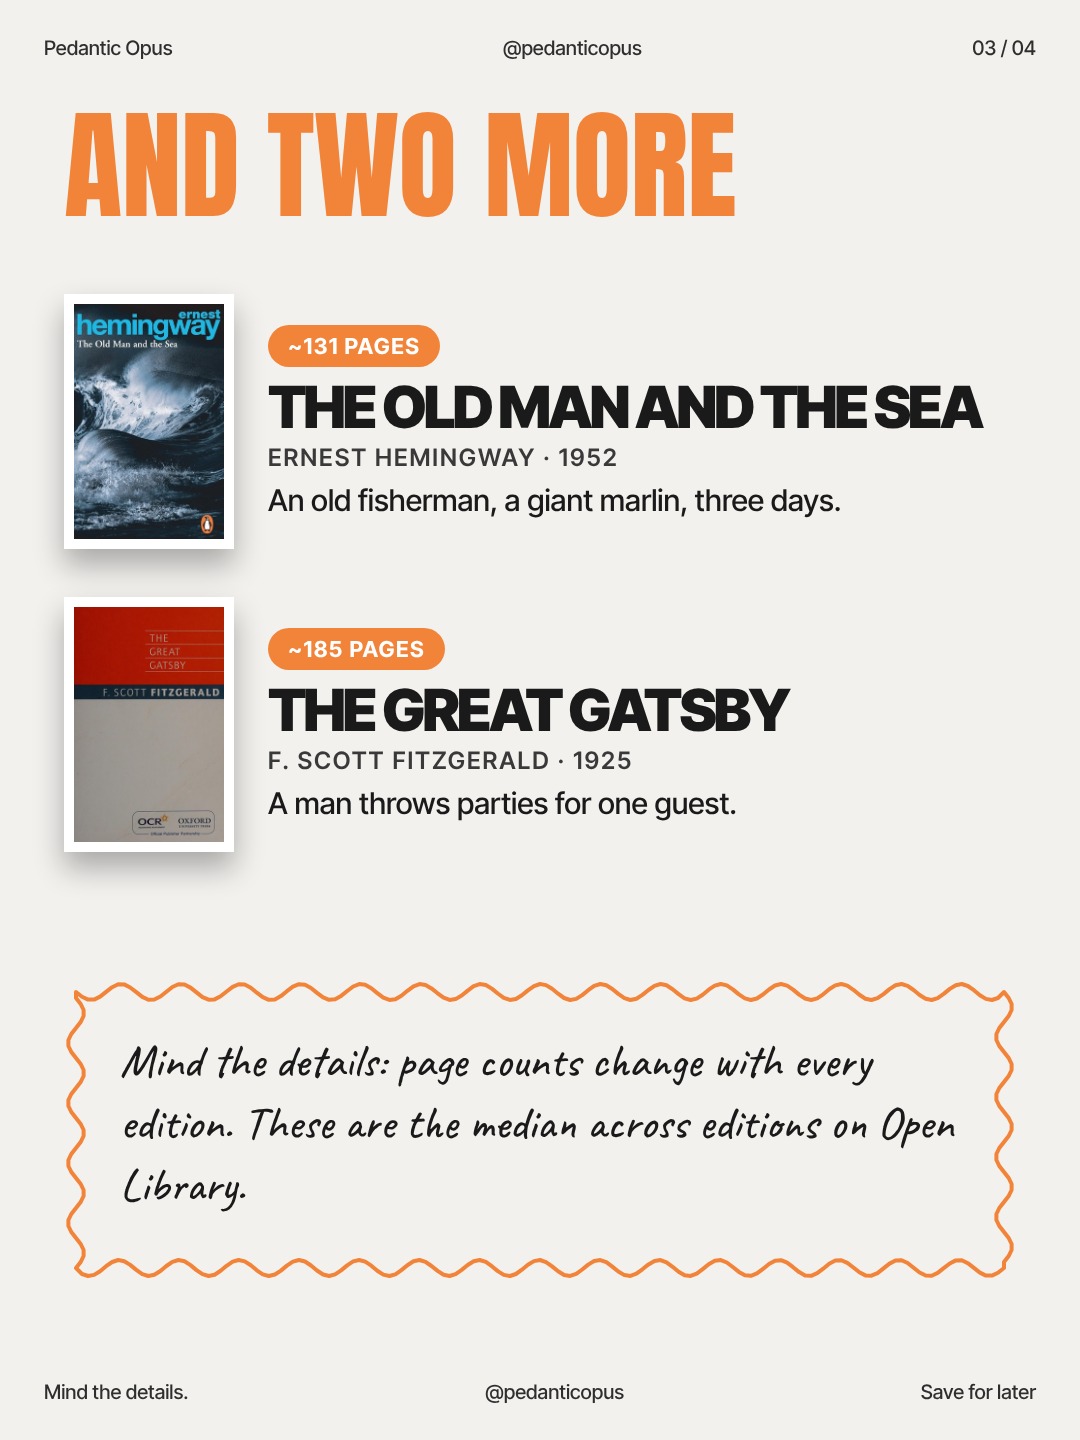 Pedantic Opus
@pedanticopus
03 / 04
AND TWO MORE
ernest
hemingway
The Old Man and the Sea
~131 PAGES
THE OLD MAN AND THE SEA
ERNEST HEMINGWAY · 1952
An old fisherman, a giant marlin, three days.
THE
GREAT
GATSBY
F. SCOTT FITZGERALD
OCR
OXFORD
~185 PAGES
THE GREAT GATSBY
F. SCOTT FITZGERALD · 1925
A man throws parties for one guest.
Mind the details: page counts change with every
edition. These are the median across editions on Open
Library.
Mind the details.
@pedanticopus
Save for later